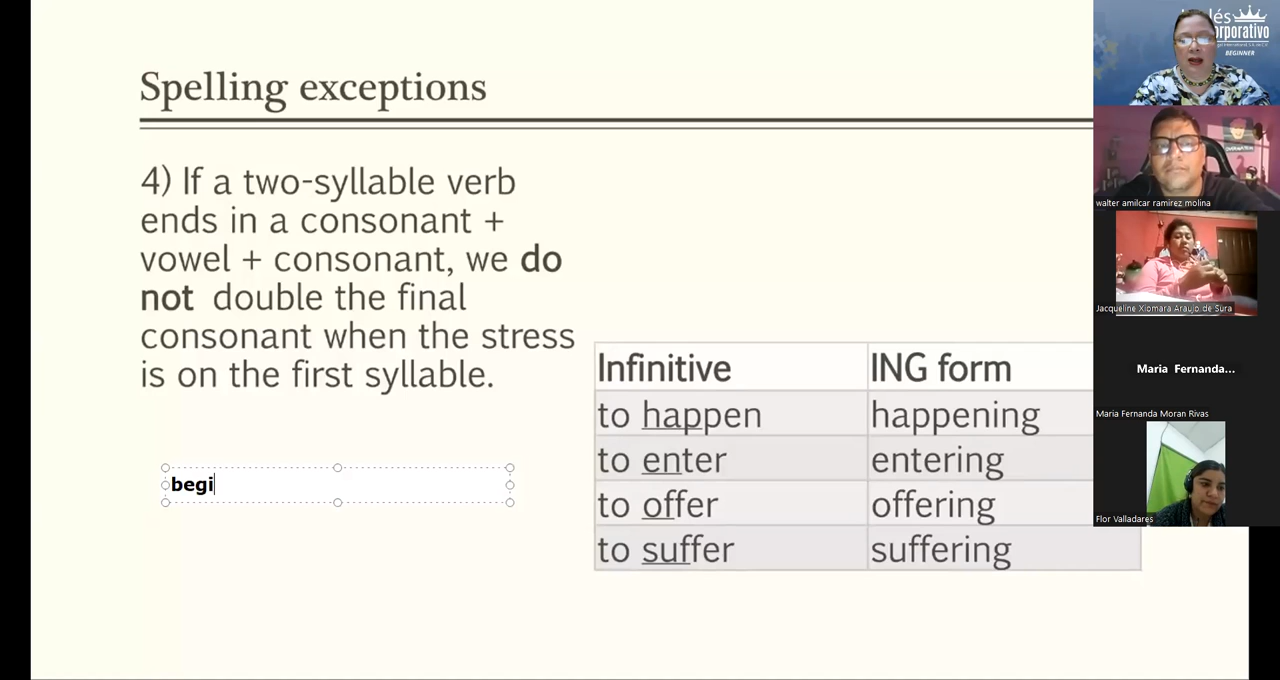 Spelling exceptions
4) If a two-syllable verb
ends in a consonant +
vowel + consonant, we do
not double the final
consonant when the stress
is on the first syllable.
begi
Infinitive ING form
to happen happening
to enter entering
to offer offering
to suffer suffering
BEGINNER
walter amilcar ramirez molina
Jacqueline Xiomara Araujo de Sura
Maria Fernanda...
Maria Fernanda Moran Rivas
Flor Valladares